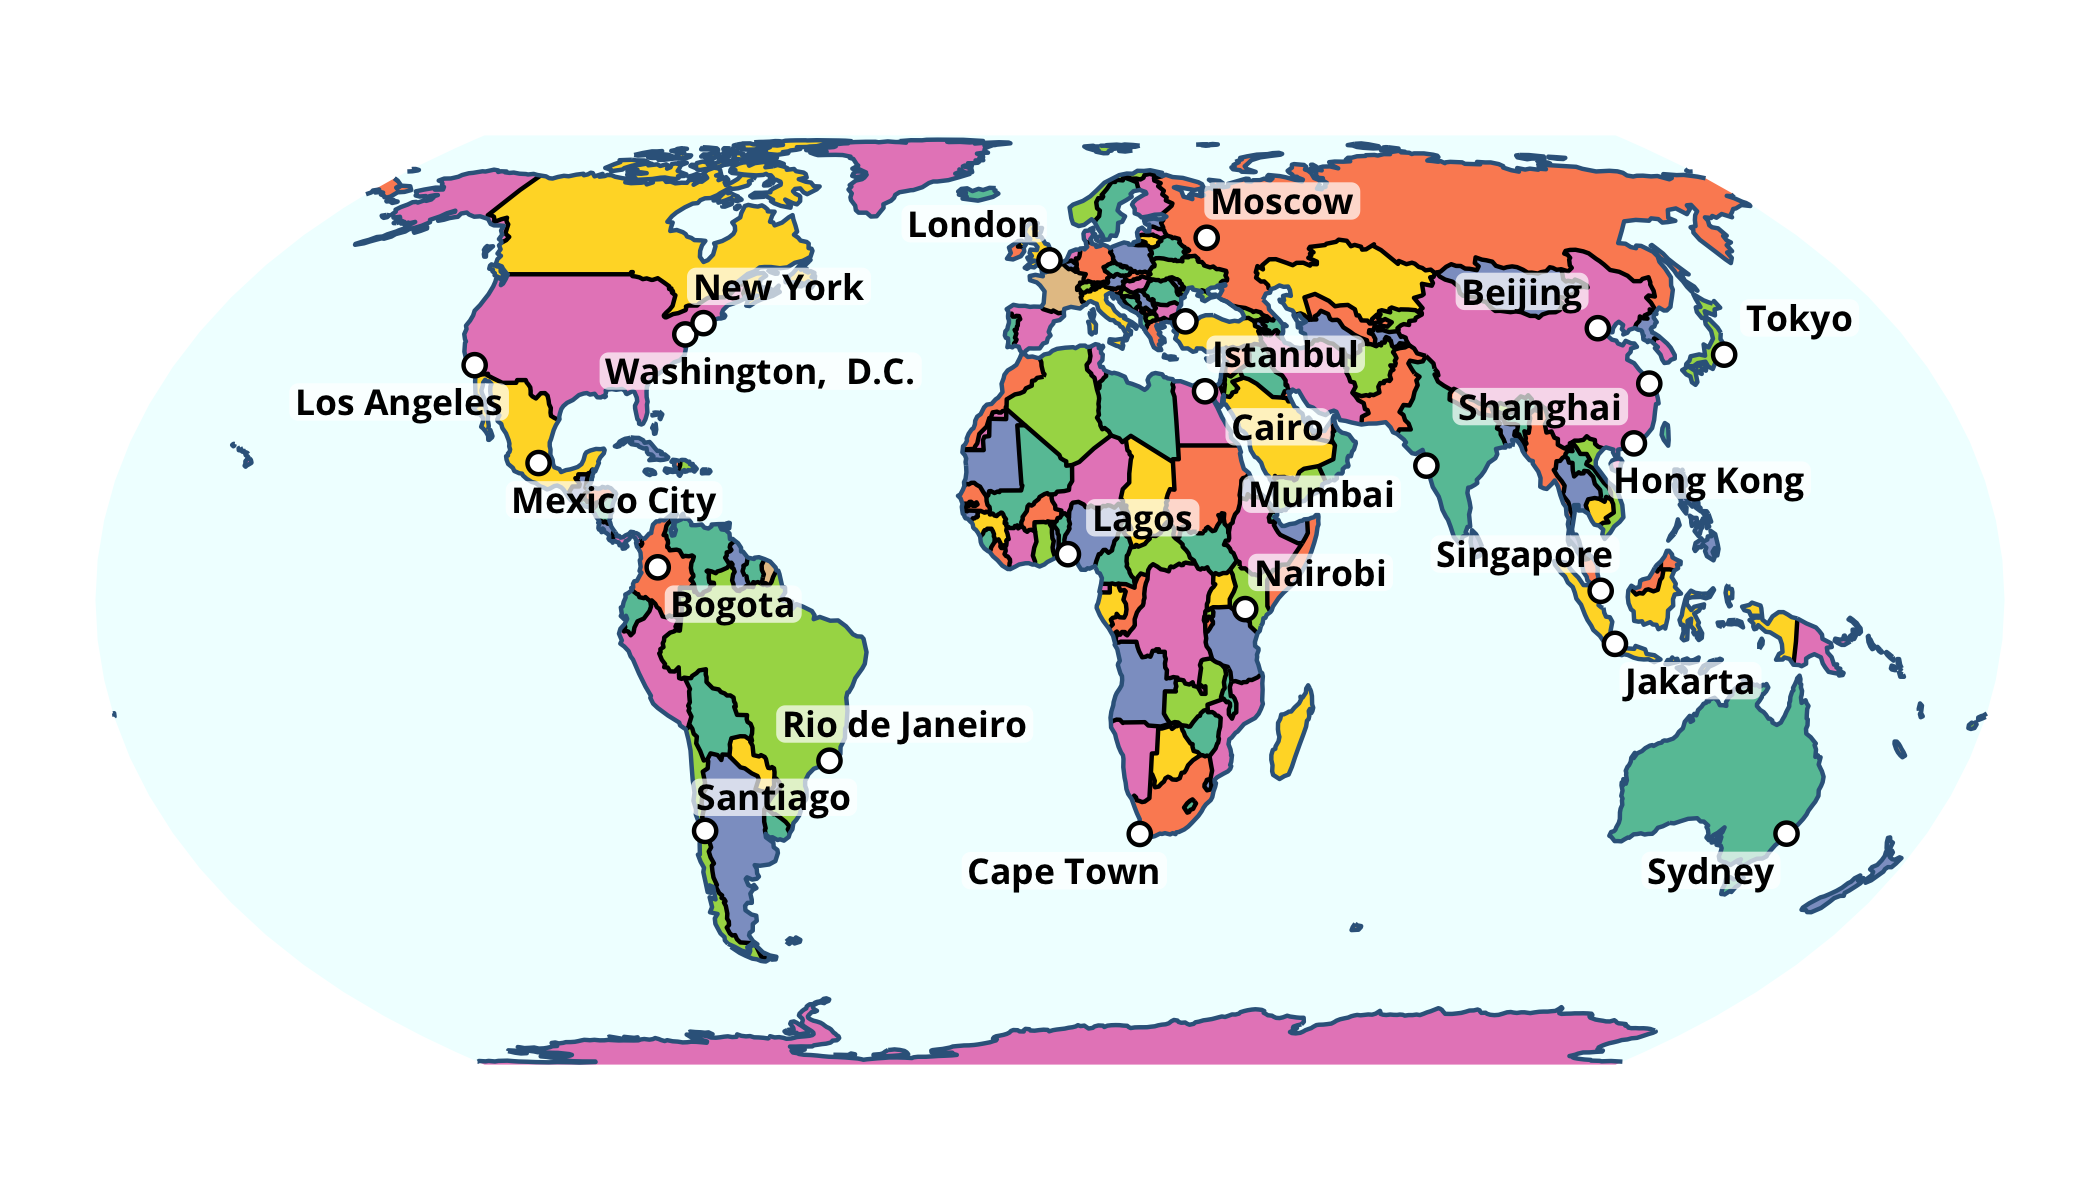 Moscow
London
New York
Beijing
Tokyo
Istanbul
Washington,  D.C.
Los Angeles
Shanghai
Cairo
Hong Kong
Mumbai
Mexico City
Lagos
Singapore
Nairobi
Bogota
Jakarta
Rio de Janeiro
Santiago
Cape Town
Sydney